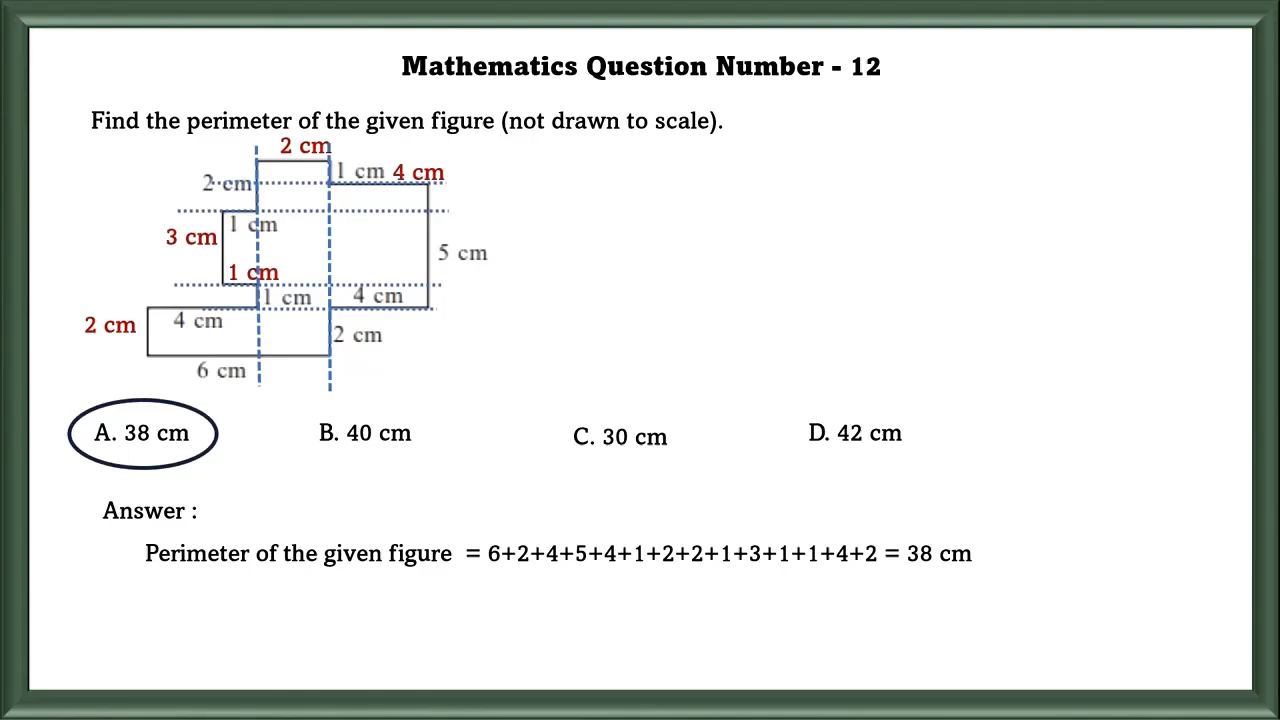 Mathematics Question Number - 12
Find the perimeter of the given figure (not drawn to scale).
2 cm
1 cm 4 cm
2 cm
1 cm
3 cm
5 cm
1 cm
1 cm 4 cm
4 cm
2 cm
2 cm
6 cm
A. 38 cm B. 40 cm C. 30 cm D. 42 cm
Answer :
Perimeter of the given figure = 6+2+4+5+4+1+2+2+1+3+1+1+4+2 = 38 cm